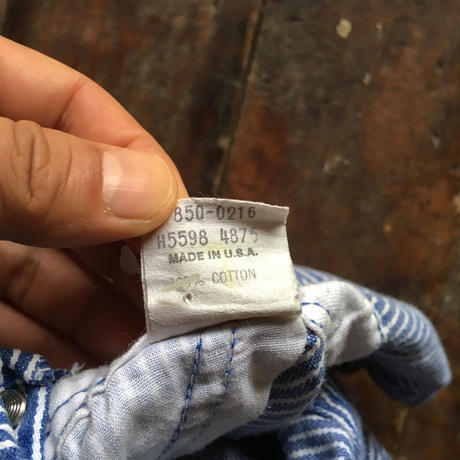 850-0216
H5598 4875
MADE IN U.S.A.
COTTON